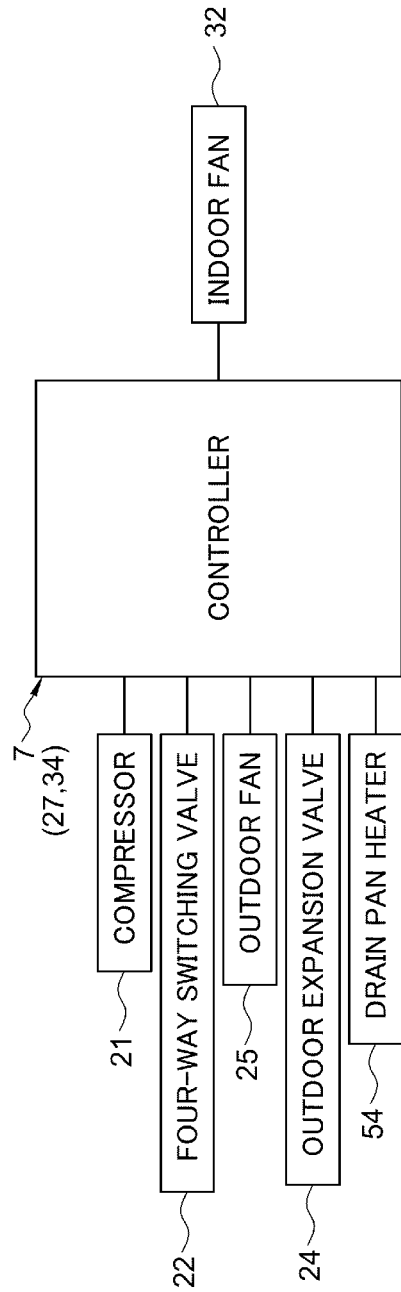 7
(27,34)
COMPRESSOR
21
FOUR-WAY SWITCHING VALVE
22
OUTDOOR FAN
25
OUTDOOR EXPANSION VALVE
24
DRAIN PAN HEATER
54
CONTROLLER
INDOOR FAN
32